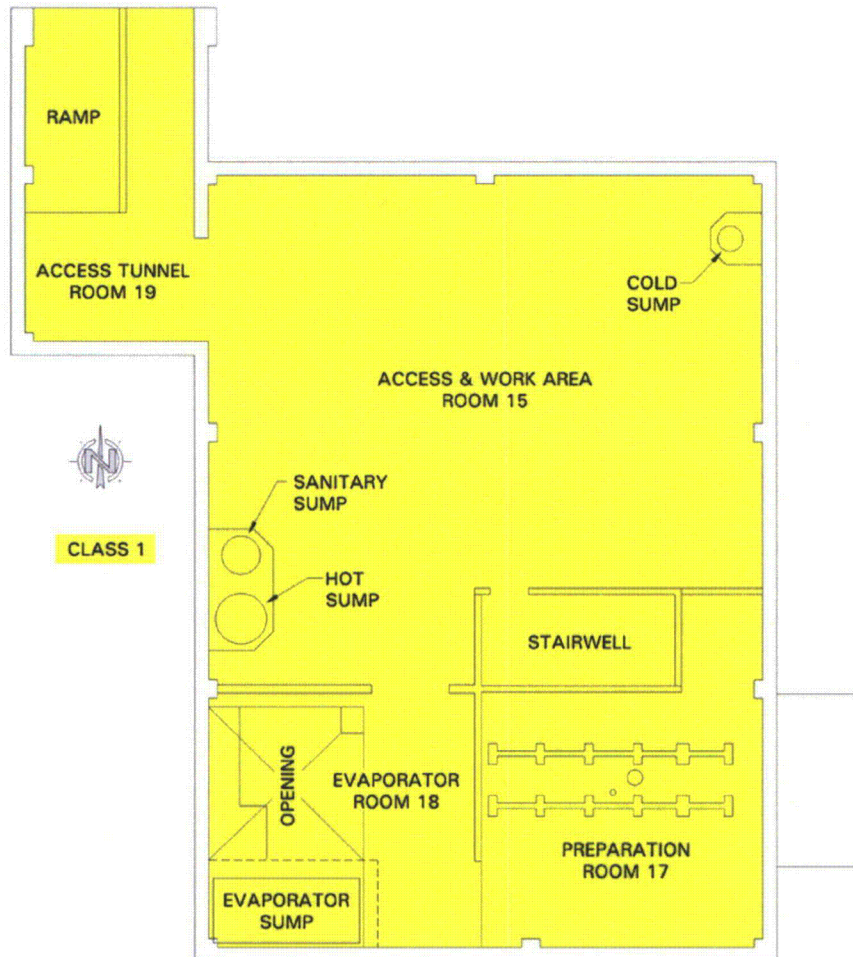 RAMP
ACCESS TUNNEL
ROOM 19
COLD
SUMP
ACCESS & WORK AREA
ROOM 15
N
SANITARY
SUMP
CLASS 1
HOT
SUMP
STAIRWELL
OPENING
EVAPORATOR
ROOM 18
PREPARATION
ROOM 17
EVAPORATOR
SUMP